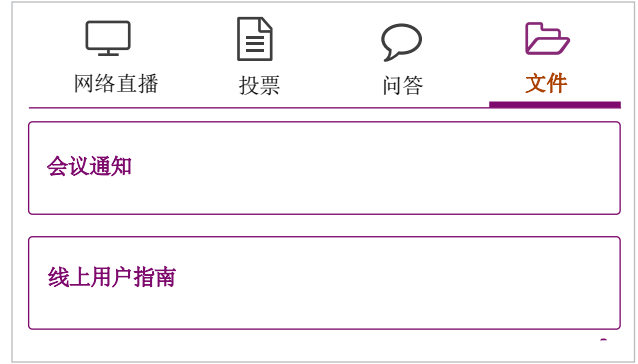 网络直播 投票 问答 文件
会议通知
线上用户指南